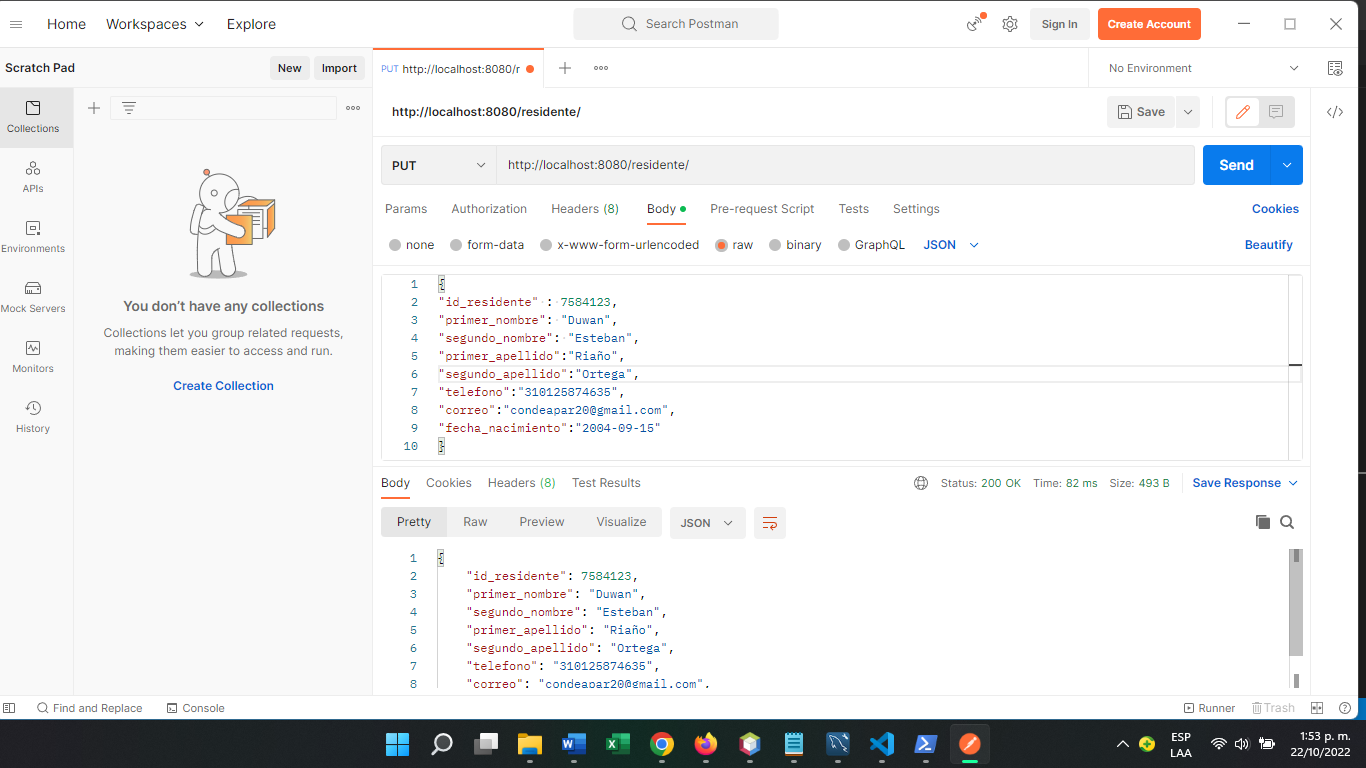 Home Workspaces Explore Search Postman Sign In Create Account
Scratch Pad New Import PUT http://localhost:8080/r No Environment
Collections
APIs
Environments
Mock Servers
Monitors
History
You don't have any collections
Collections let you group related requests,
making them easier to access and run.
Create Collection
http://localhost:8080/residente/ Save
PUT http://localhost:8080/residente/ Send
Params Authorization Headers (8) Body Pre-request Script Tests Settings Cookies
none form-data x-www-form-urlencoded raw binary GraphQL JSON Beautify
1 {
2 "id_residente" : 7584123,
3 "primer_nombre": "Duwan",
4 "segundo_nombre": "Esteban",
5 "primer_apellido":"Riaño",
6 "segundo_apellido":"Ortega",
7 "telefono":"310125874635",
8 "correo":"condeapar20@gmail.com",
9 "fecha_nacimiento":"2004-09-15"
10 }
Body Cookies Headers (8) Test Results Status: 200 OK Time: 82 ms Size: 493 B Save Response
Pretty Raw Preview Visualize JSON
1 {
2 "id_residente": 7584123,
3 "primer_nombre": "Duwan",
4 "segundo_nombre": "Esteban",
5 "primer_apellido": "Riaño",
6 "segundo_apellido": "Ortega",
7 "telefono": "310125874635",
8 "correo": "condeapar20@gmail.com",
Find and Replace Console Runner Trash
ESP
LAA
1:53 p. m.
22/10/2022